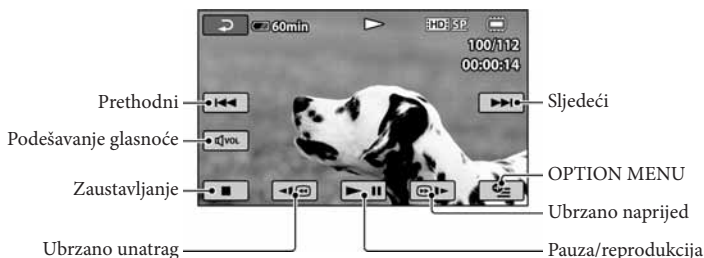 60min
HD SP
100/112
00:00:14
Prethodni
Sljedeći
Podešavanje glasnoće
VOL
Zaustavljanje
OPTION MENU
Ubrzano naprijed
Ubrzano unatrag
Pauza/reprodukcija